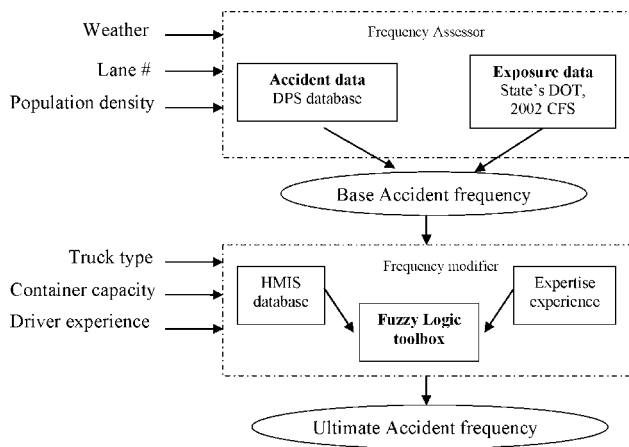 Weather
Frequency Assessor
Lane #
Accident data
DPS database
Exposure data
State's DOT,
2002 CFS
Population density
Base Accident frequency
Truck type
Frequency modifier
Container capacity
HMIS
database
Expertise
experience
Driver experience
Fuzzy Logic
toolbox
Ultimate Accident frequency